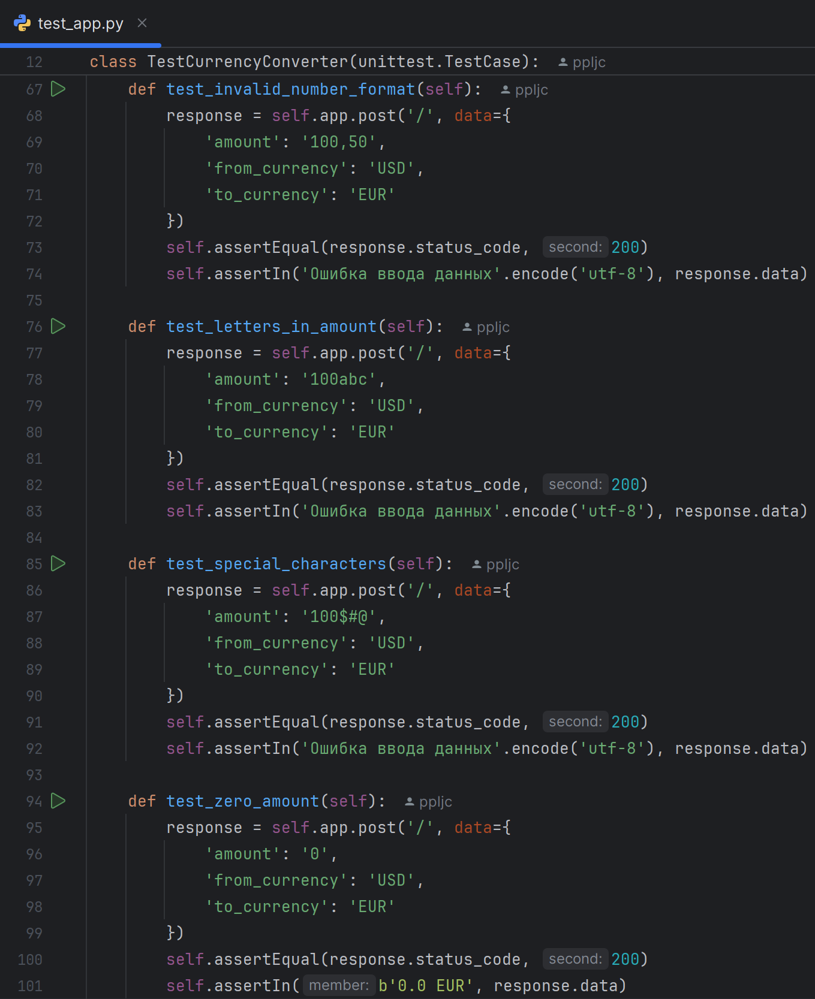 test_app.py
12 class TestCurrencyConverter(unittest.TestCase): ppljc
67 def test_invalid_number_format(self): ppljc
68 response = self.app.post('/', data={
69 'amount': '100,50',
70 'from_currency': 'USD',
71 'to_currency': 'EUR'
72 })
73 self.assertEqual(response.status_code, second: 200)
74 self.assertIn('Ошибка ввода данных'.encode('utf-8'), response.data)
75
76 def test_letters_in_amount(self): ppljc
77 response = self.app.post('/', data={
78 'amount': '100abc',
79 'from_currency': 'USD',
80 'to_currency': 'EUR'
81 })
82 self.assertEqual(response.status_code, second: 200)
83 self.assertIn('Ошибка ввода данных'.encode('utf-8'), response.data)
84
85 def test_special_characters(self): ppljc
86 response = self.app.post('/', data={
87 'amount': '100$#@',
88 'from_currency': 'USD',
89 'to_currency': 'EUR'
90 })
91 self.assertEqual(response.status_code, second: 200)
92 self.assertIn('Ошибка ввода данных'.encode('utf-8'), response.data)
93
94 def test_zero_amount(self): ppljc
95 response = self.app.post('/', data={
96 'amount': '0',
97 'from_currency': 'USD',
98 'to_currency': 'EUR'
99 })
100 self.assertEqual(response.status_code, second: 200)
101 self.assertIn( member: b'0.0 EUR', response.data)